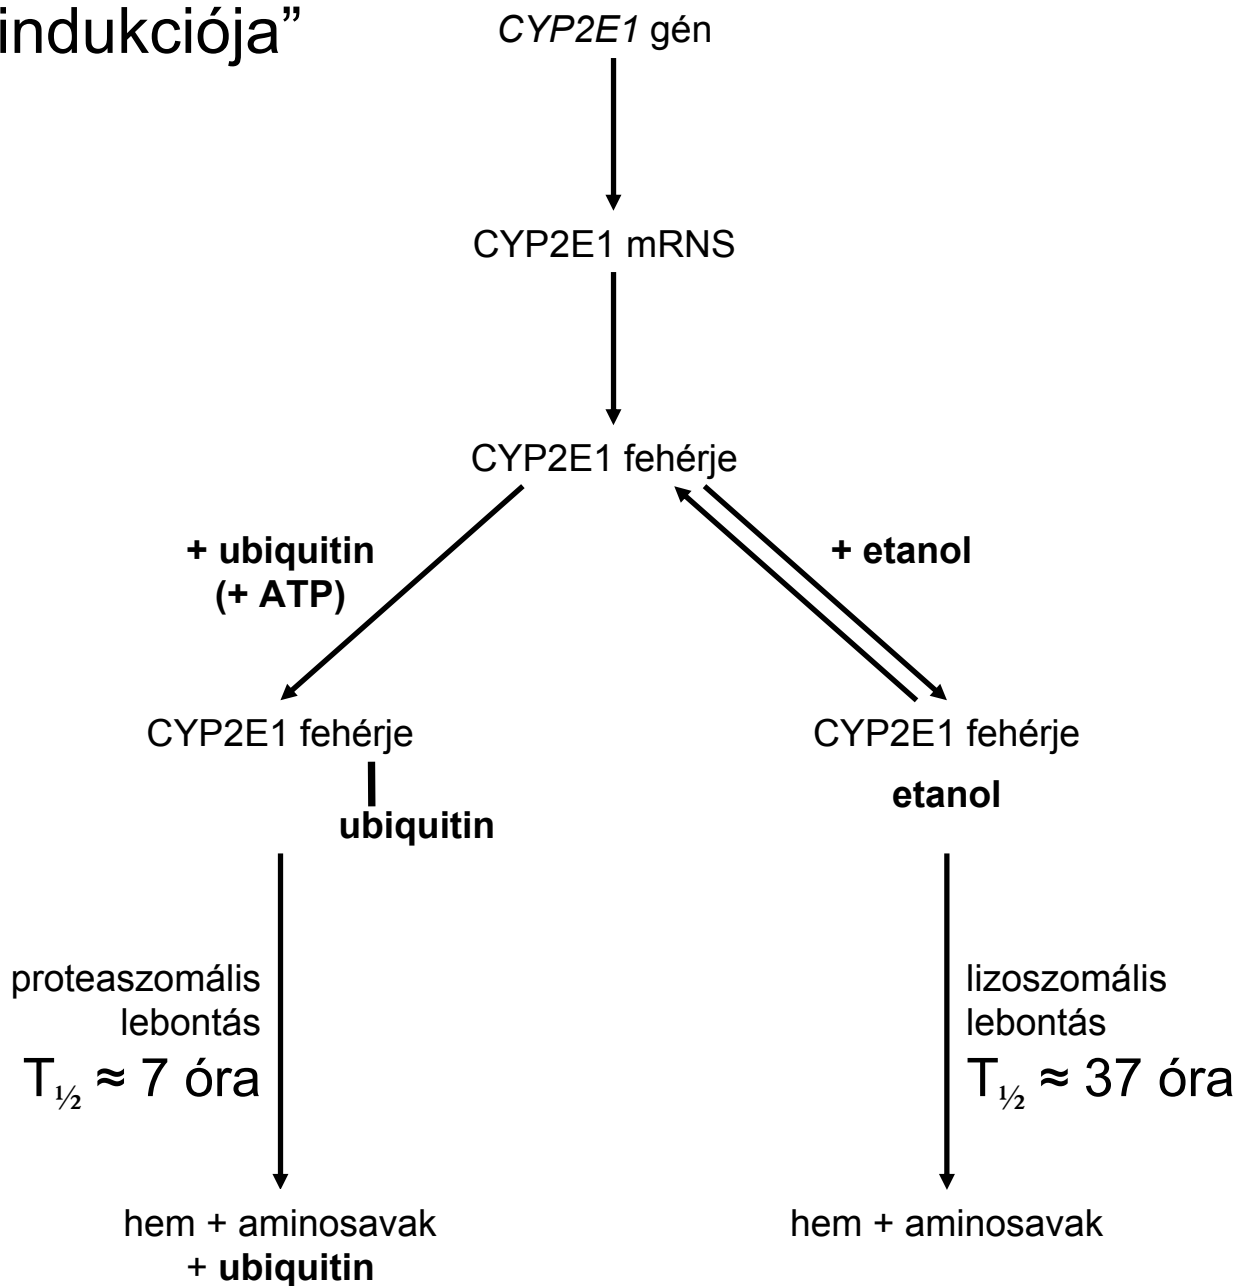 indukciója”
CYP2E1 gén
CYP2E1 mRNS
CYP2E1 fehérje
+ ubiquitin
(+ ATP)
+ etanol
CYP2E1 fehérje
ubiquitin
CYP2E1 fehérje
etanol
proteaszomális
lebontás
T½ ≈ 7 óra
lizoszomális
lebontás
T½ ≈ 37 óra
hem + aminosavak
+ ubiquitin
hem + aminosavak